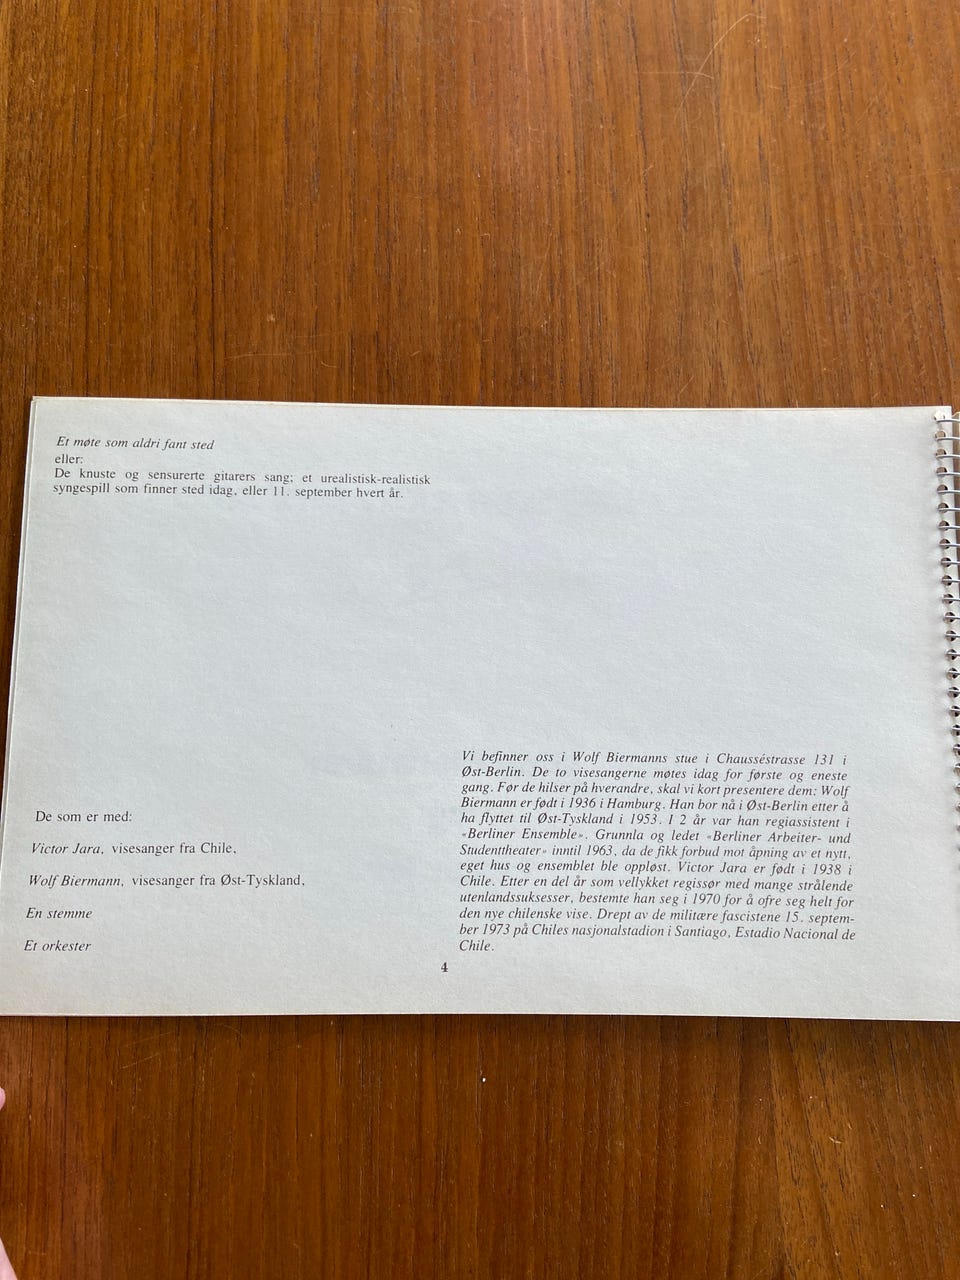 Et møte som aldri fant sted
eller:
De knuste og sensurerte gitarers sang; et urealistisk-realistisk
syngespill som finner sted idag, eller 11. september hvert år.
De som er med:
Victor Jara, visesanger fra Chile,
Wolf Biermann, visesanger fra Øst-Tyskland,
En stemme
Et orkester
Vi befinner oss i Wolf Biermanns stue i Chausséstrasse 131 i
Øst-Berlin. De to visesangerne møtes idag for første og eneste
gang. Før de hilser på hverandre, skal vi kort presentere dem: Wolf
Biermann er født i 1936 i Hamburg. Han bor nå i Øst-Berlin etter å
ha flyttet til Øst-Tyskland i 1953. I 2 år var han regiassistent i
«Berliner Ensemble». Grunnla og ledet «Berliner Arbeiter- und
Studenttheater» inntil 1963, da de fikk forbud mot åpning av et nytt,
eget hus og ensemblet ble oppløst. Victor Jara er født i 1938 i
Chile. Etter en del år som vellykket regissør med mange strålende
utenlandssuksesser, bestemte han seg i 1970 for å ofre seg helt for
den nye chilenske vise. Drept av de militære fascistene 15. septem-
ber 1973 på Chiles nasjonalstadion i Santiago, Estadio Nacional de
Chile.
4